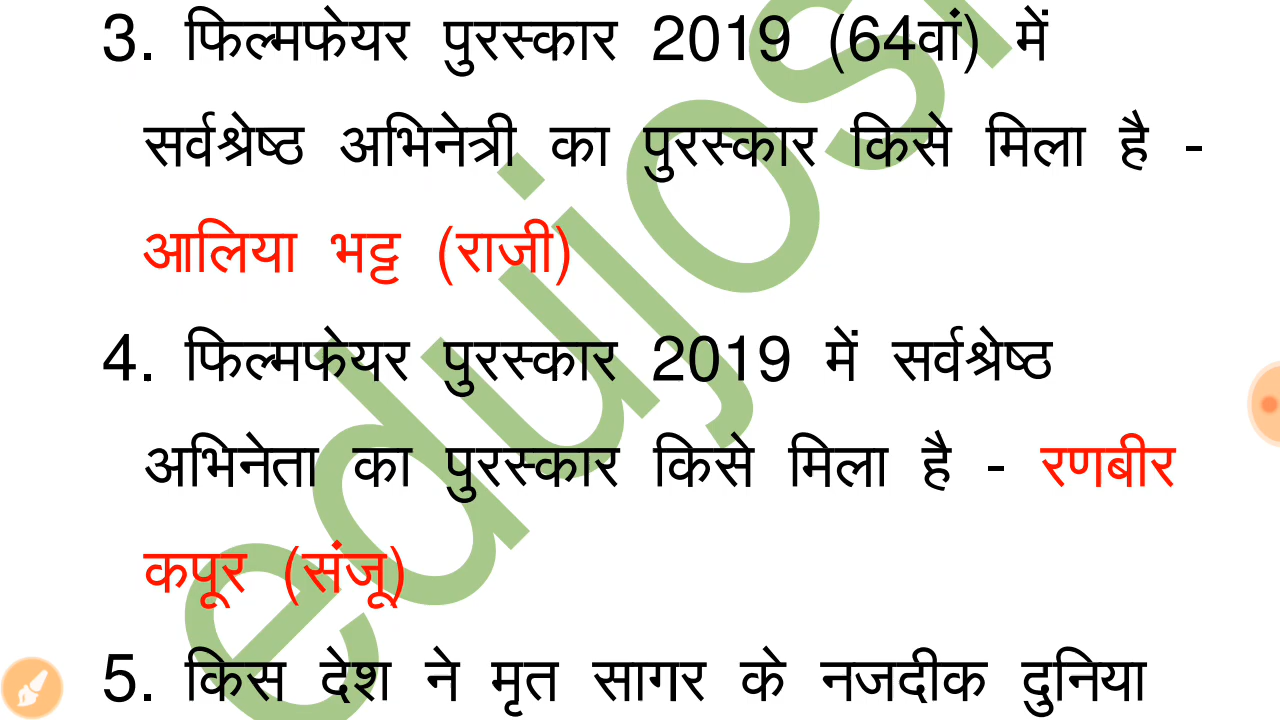 3. फिल्मफेयर पुरस्कार 2019 (64वां) में
सर्वश्रेष्ठ अभिनेत्री का पुरस्कार किसे मिला है -
आलिया भट्ट (राजी)
4. फिल्मफेयर पुरस्कार 2019 में सर्वश्रेष्ठ
अभिनेता का पुरस्कार किसे मिला है - रणबीर
कपूर (संजू)
5. किस देश ने मृत सागर के नजदीक दुनिया
edujosi